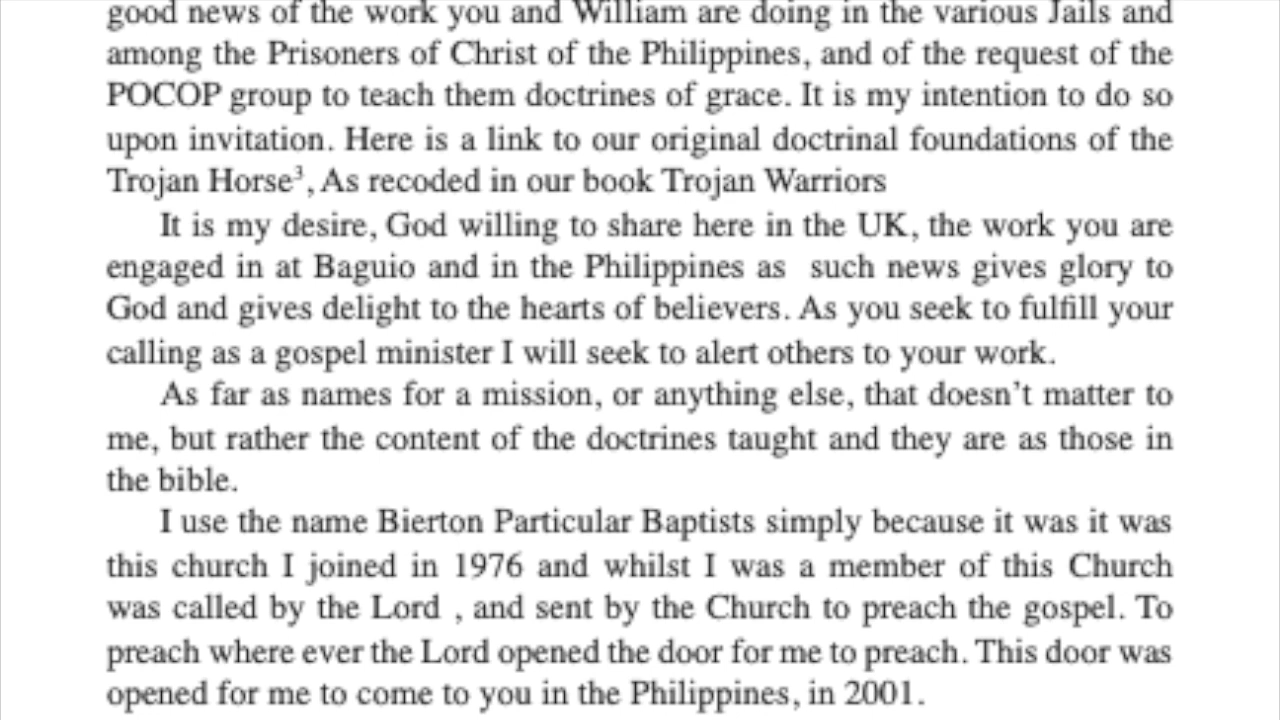 good news of the work you and William are doing in the various Jails and
among the Prisoners of Christ of the Philippines, and of the request of the
POCOP group to teach them doctrines of grace. It is my intention to do so
upon invitation. Here is a link to our original doctrinal foundations of the
Trojan Horse³, As recoded in our book Trojan Warriors
It is my desire, God willing to share here in the UK, the work you are
engaged in at Baguio and in the Philippines as such news gives glory to
God and gives delight to the hearts of believers. As you seek to fulfill your
calling as a gospel minister I will seek to alert others to your work.
As far as names for a mission, or anything else, that doesn't matter to
me, but rather the content of the doctrines taught and they are as those in
the bible.
I use the name Bierton Particular Baptists simply because it was it was
this church I joined in 1976 and whilst I was a member of this Church
was called by the Lord , and sent by the Church to preach the gospel. To
preach where ever the Lord opened the door for me to preach. This door was
opened for me to come to you in the Philippines, in 2001.